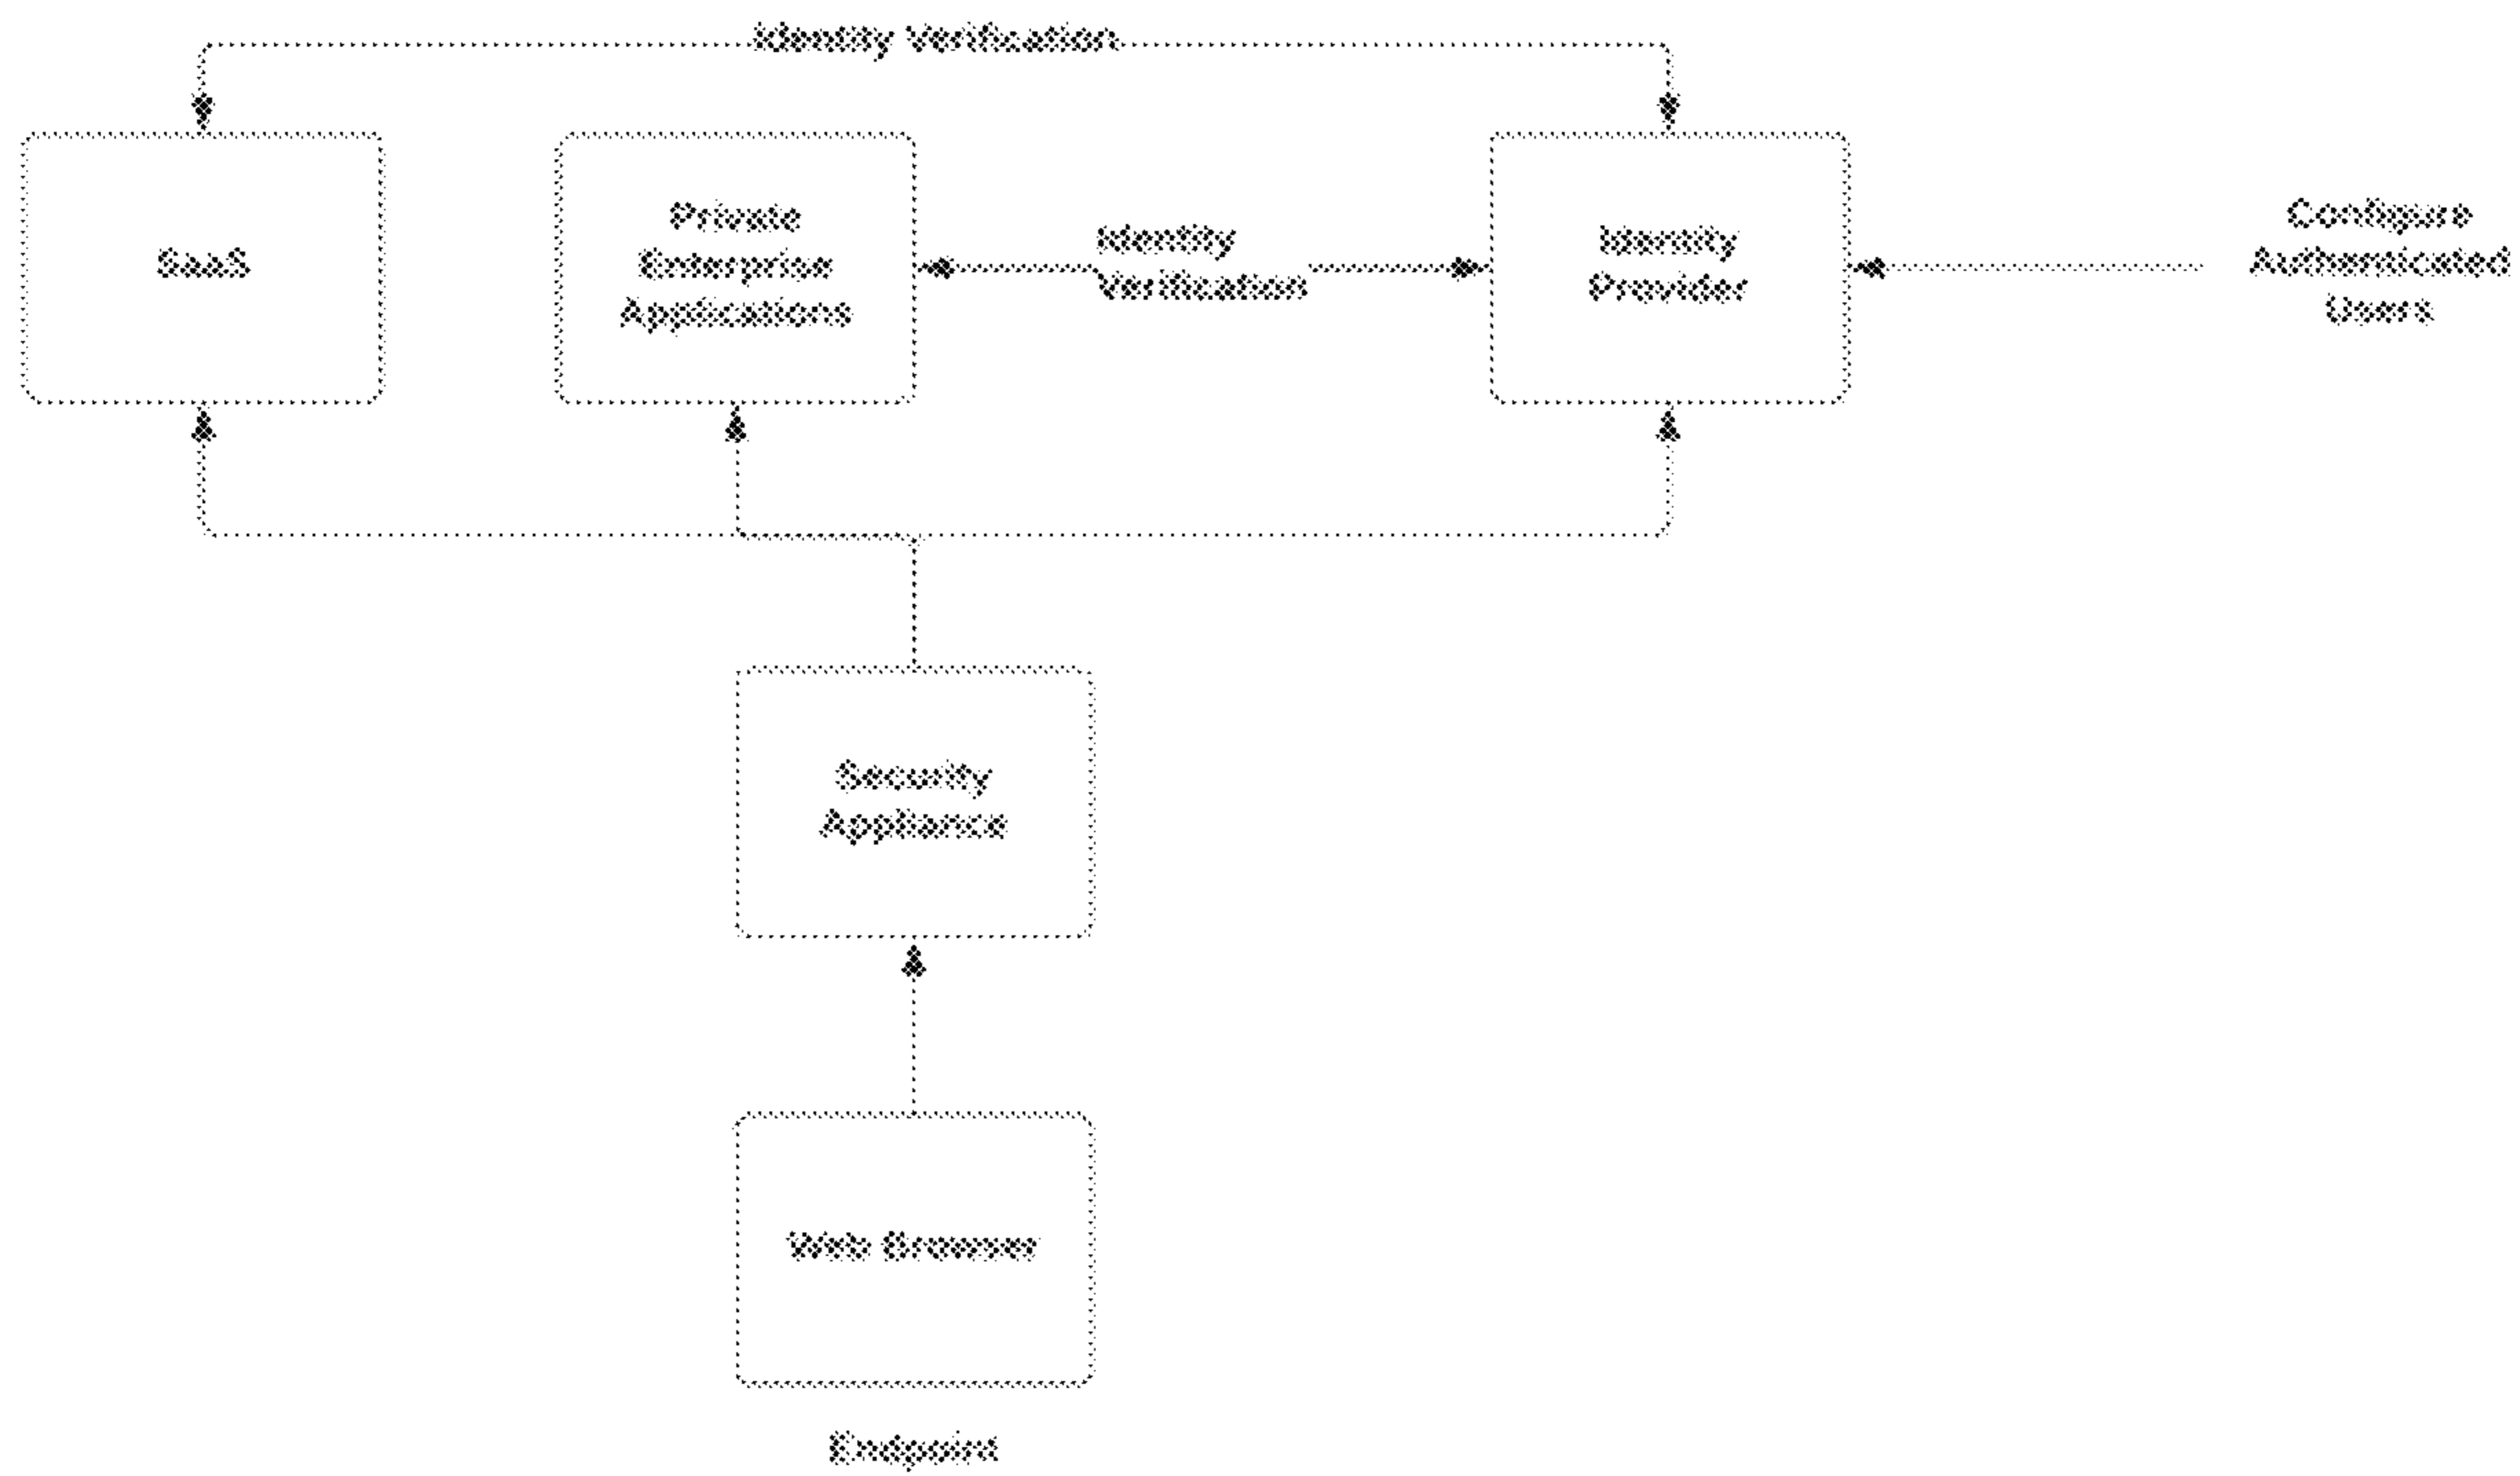 Identity Verification
SaaS
Private
Enterprise
Applications
Identity
Verification
Identity
Provider
Configure
Authenticated
Users
Security
Appliance
Web Browser
Endpoint